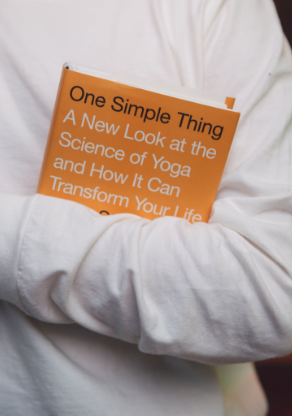 One Simple Thing
A New Look at the
Science of Yoga
and How It Can
Transform Your Life